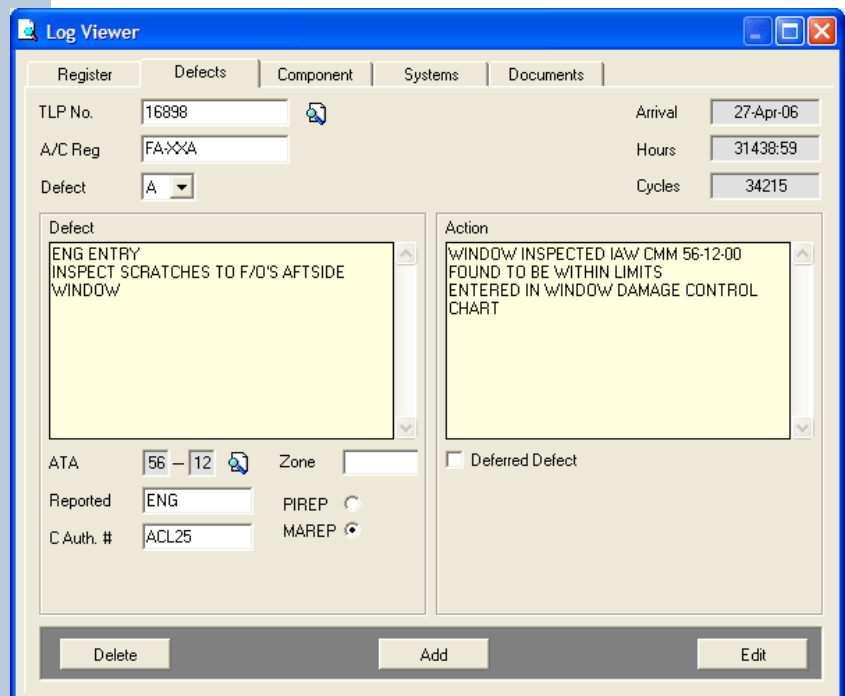 Log Viewer
Register Defects Component Systems Documents
TLP No. 16898 Arrival 27-Apr-06
A/C Reg FA-XXA Hours 31438:59
Defect A Cycles 34215
Defect
ENG ENTRY
INSPECT SCRATCHES TO F/O'S AFTSIDE
WINDOW
Action
WINDOW INSPECTED IAW CMM 56-12-00
FOUND TO BE WITHIN LIMITS
ENTERED IN WINDOW DAMAGE CONTROL
CHART
ATA 56 – 12 Zone
Reported ENG PIREP
C Auth. # ACL25 MAREP
Deferred Defect
Delete Add Edit